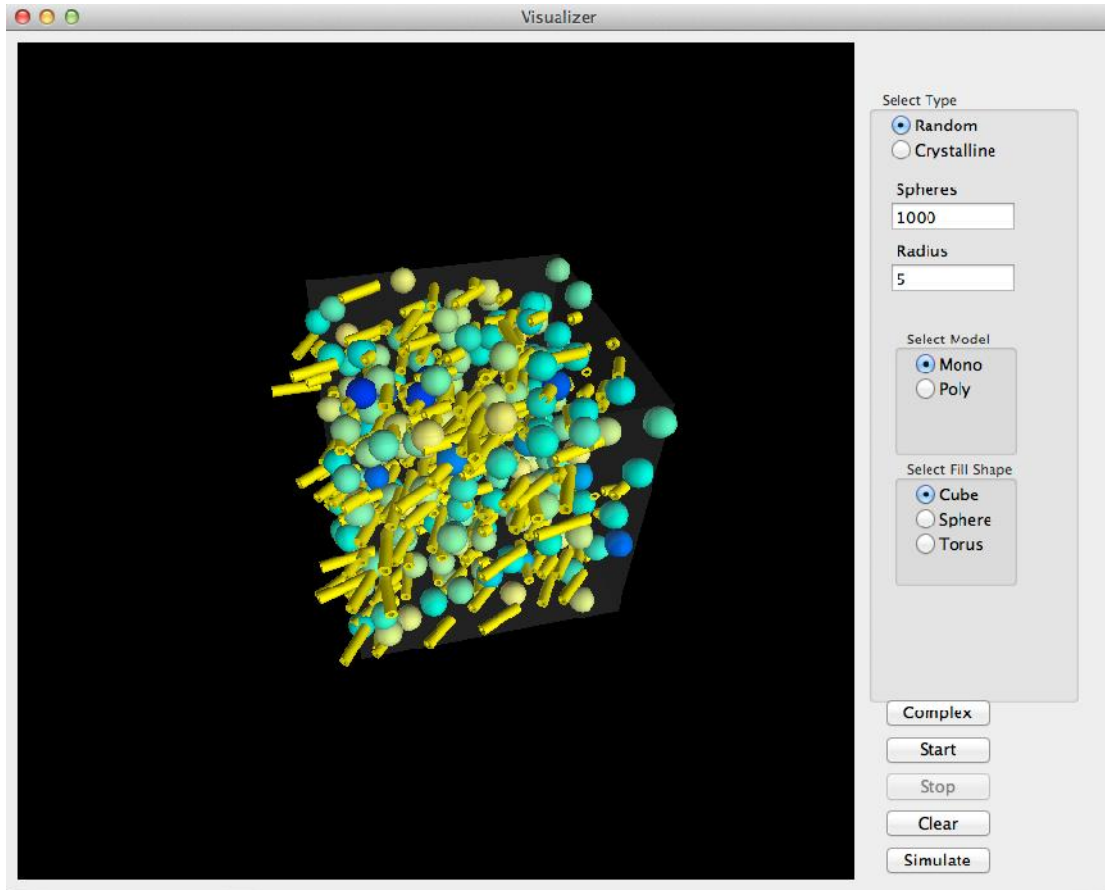 Visualizer
Select Type
Random
Crystalline
Spheres
1000
Radius
5
Select Model
Mono
Poly
Select Fill Shape
Cube
Sphere
Torus
Complex
Start
Stop
Clear
Simulate